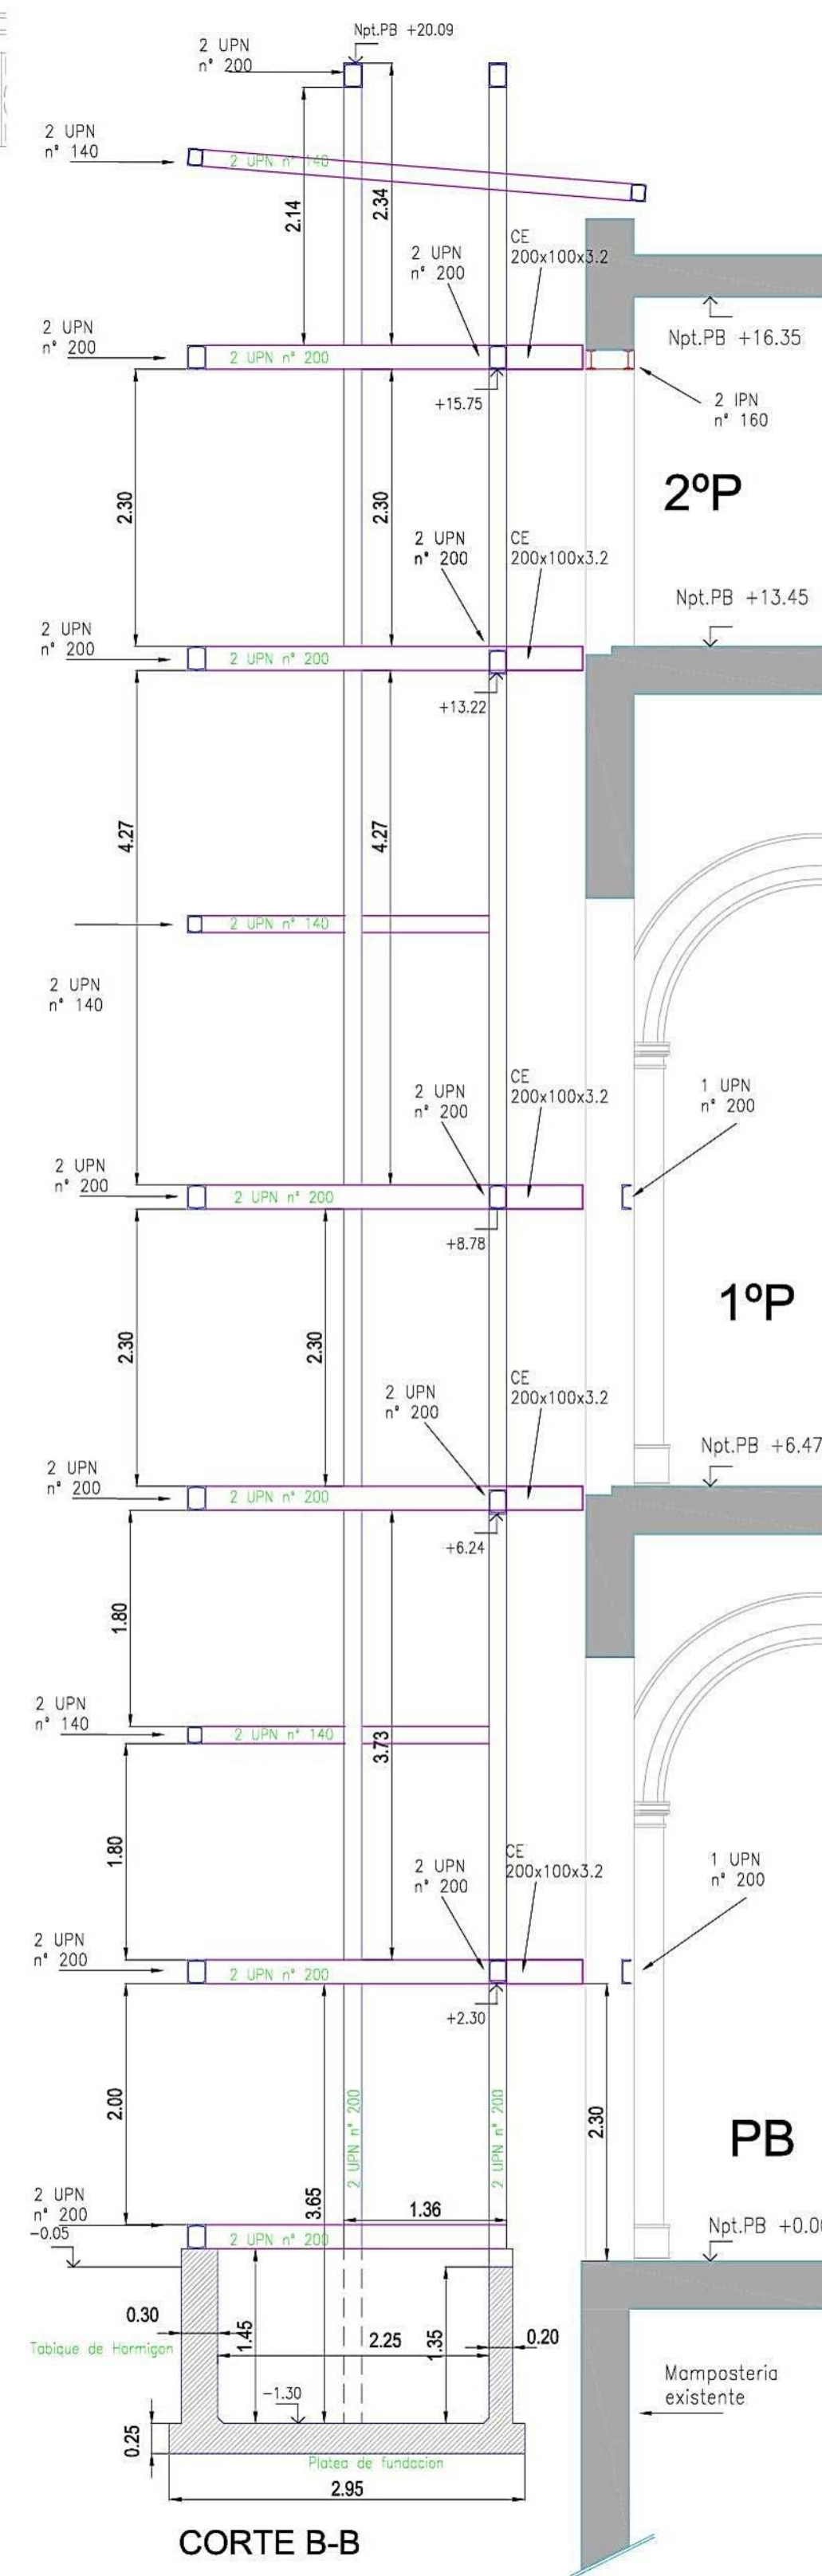 Npt.PB +20.09
2 UPN
n° 200
2 UPN
n° 140
2 UPN n° 140
2.14
2.34
CE
200x100x3.2
2 UPN
n° 200
Npt.PB +16.35
2 UPN
n° 200
2 UPN n° 200
+15.75
2 IPN
n° 160
2.30
2.30
2°P
2 UPN
n° 200
CE
200x100x3.2
Npt.PB +13.45
2 UPN
n° 200
2 UPN n° 200
+13.22
4.27
4.27
2 UPN n° 140
2 UPN
n° 140
2 UPN
n° 200
CE
200x100x3.2
1 UPN
n° 200
2 UPN
n° 200
2 UPN n° 200
+8.78
1°P
2.30
2.30
2 UPN
n° 200
CE
200x100x3.2
Npt.PB +6.47
2 UPN
n° 200
2 UPN n° 200
+6.24
1.80
2 UPN
n° 140
2 UPN n° 140
3.73
1.80
2 UPN
n° 200
CE
200x100x3.2
1 UPN
n° 200
2 UPN
n° 200
2 UPN n° 200
+2.30
2.00
2 UPN n° 200
2 UPN n° 200
2.30
PB
3.65
1.36
2 UPN
n° 200
-0.05
2 UPN n° 200
Npt.PB +0.00
0.30
Tabique de Hormigon
1.45
2.25
1.35
0.20
-1.30
Mamposteria
existente
0.25
Platea de fundacion
2.95
CORTE B-B